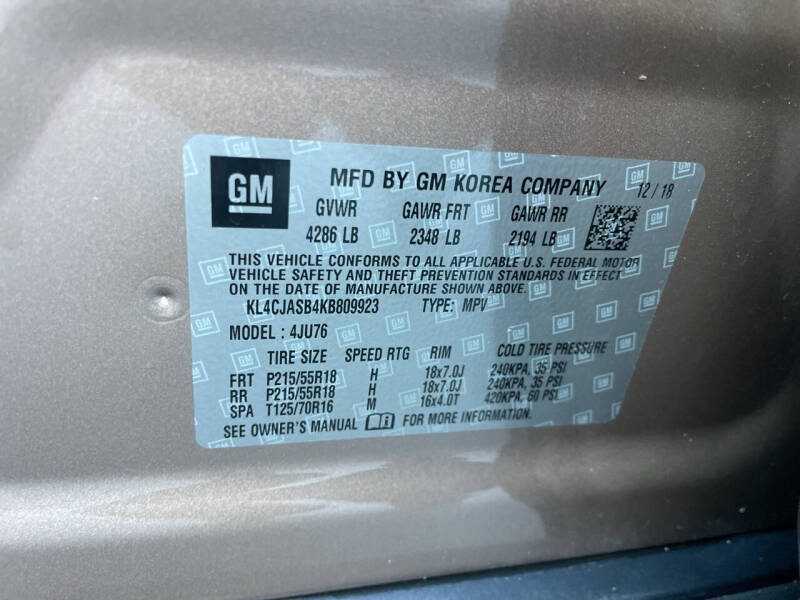 GM
MFD BY GM KOREA COMPANY 12/18
GVWR GAWR FRT GAWR RR
4286 LB 2348 LB 2194 LB
THIS VEHICLE CONFORMS TO ALL APPLICABLE U.S. FEDERAL MOTOR
VEHICLE SAFETY AND THEFT PREVENTION STANDARDS IN EFFECT
ON THE DATE OF MANUFACTURE SHOWN ABOVE.
KL4CJASB4KB809923 TYPE: MPV
MODEL: 4JU76
TIRE SIZE SPEED RTG RIM COLD TIRE PRESSURE
FRT P215/55R18 H 18x7.0J 240KPA, 35 PSI
RR P215/55R18 H 18x7.0J 240KPA, 35 PSI
SPA T125/70R16 M 16x4.0T 420KPA, 60 PSI
SEE OWNER'S MANUAL FOR MORE INFORMATION.